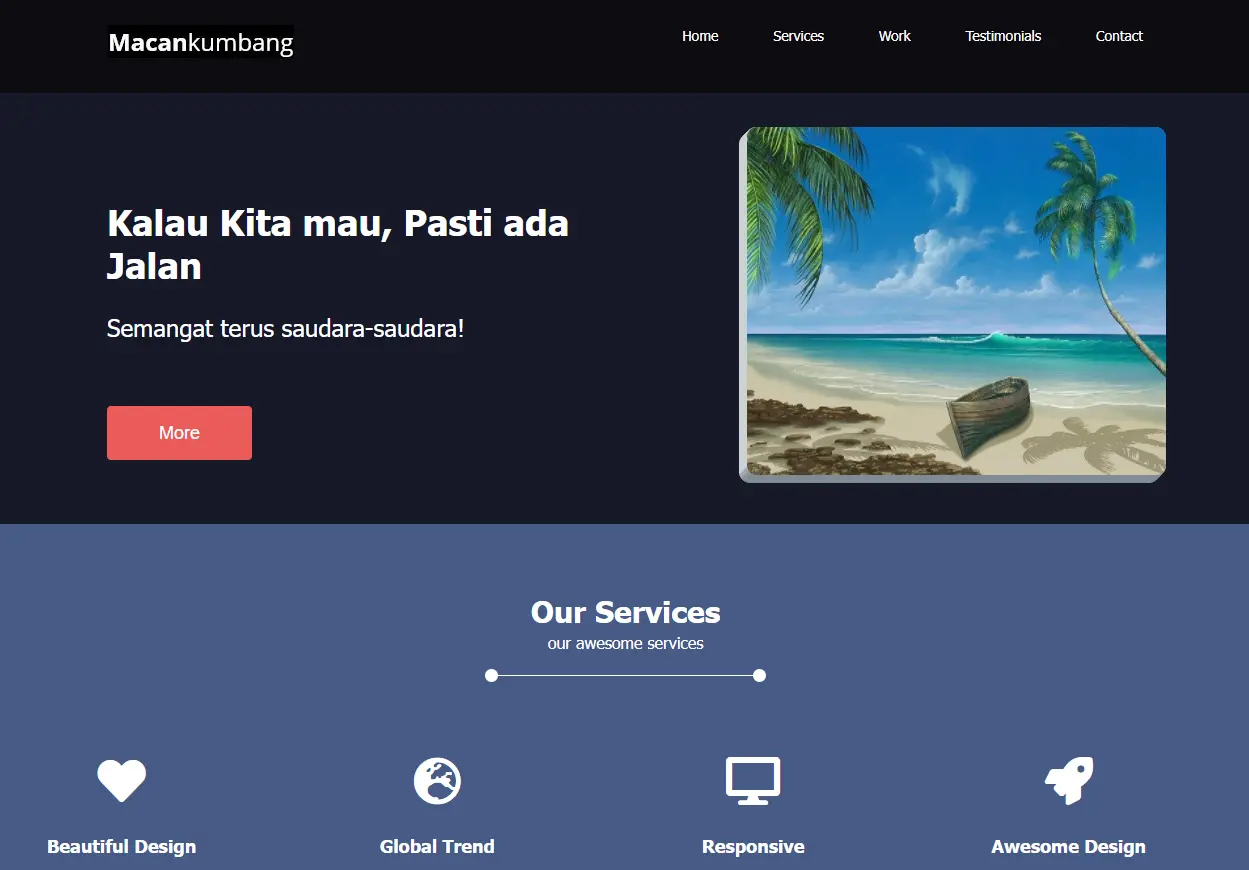 Macankumbang
Home Services Work Testimonials Contact
Kalau Kita mau, Pasti ada
Jalan
Semangat terus saudara-saudara!
More
Our Services
our awesome services
Beautiful Design
Global Trend
Responsive
Awesome Design